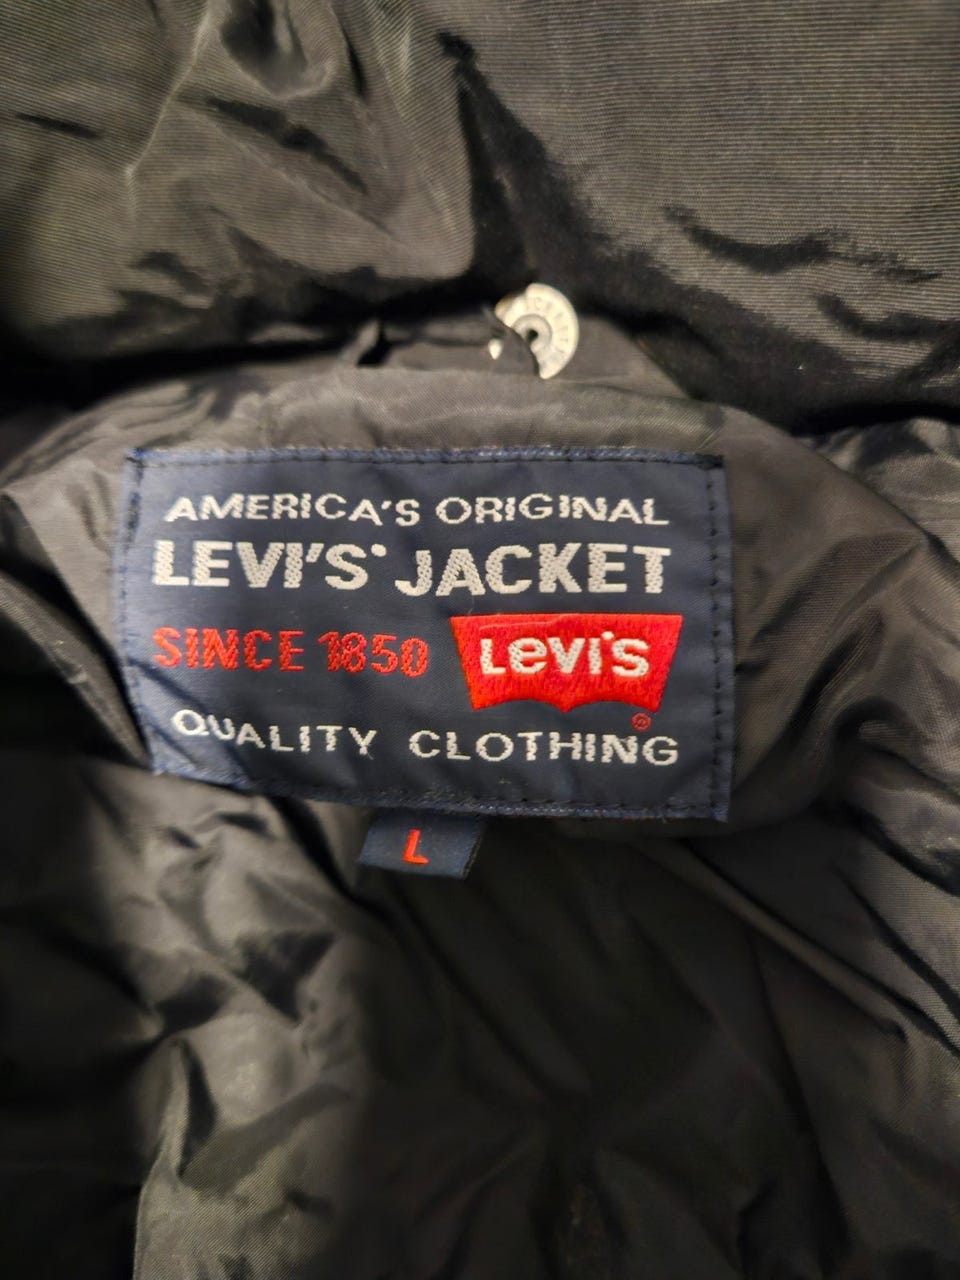 AMERICA'S ORIGINAL
LEVI'S® JACKET
SINCE 1850 Levi's
®
QUALITY CLOTHING
L